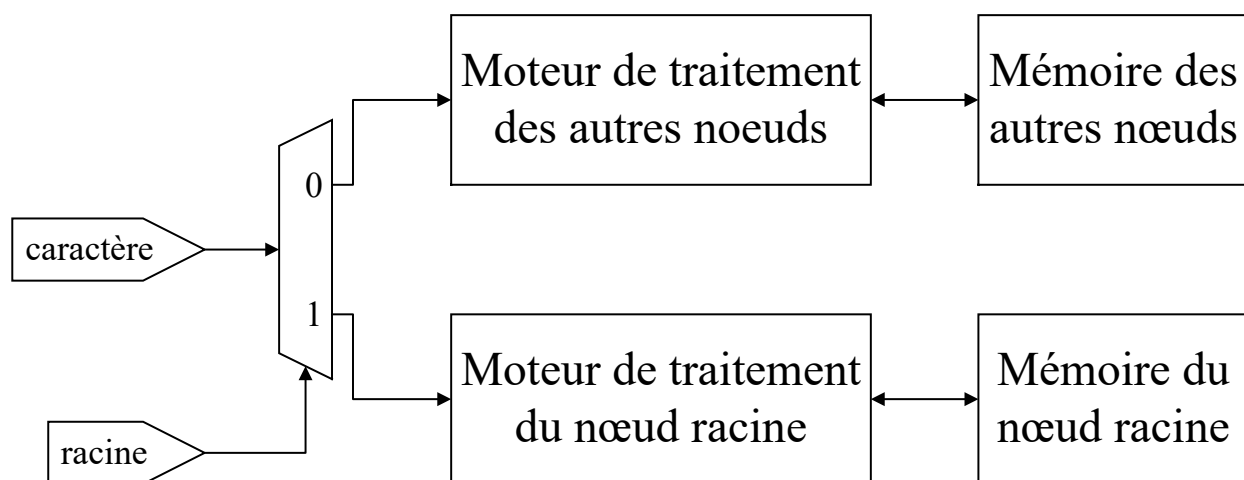 Moteur de traitement
des autres noeuds
Mémoire des
autres nœuds
0
caractère
1
Moteur de traitement
du nœud racine
Mémoire du
nœud racine
racine